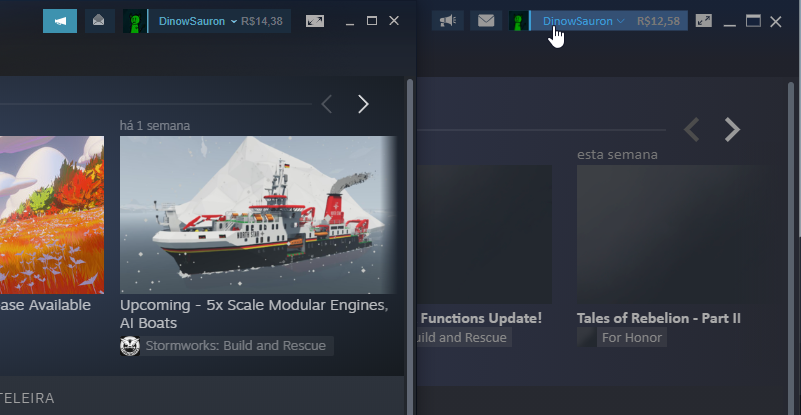 DinowSauron R$14,38
há 1 semana
ase Available
Upcoming - 5x Scale Modular Engines,
AI Boats
Stormworks: Build and Rescue
TELEIRA
DinowSauron R$12,58
esta semana
Functions Update!
uild and Rescue
Tales of Rebelion - Part II
For Honor